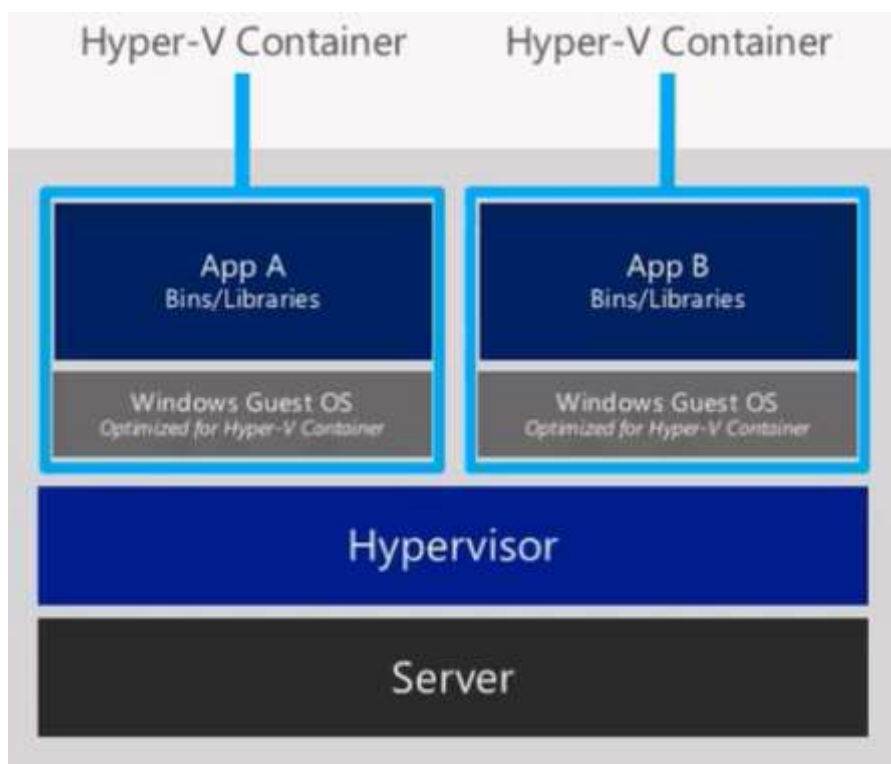 Hyper-V Container
Hyper-V Container
App A
Bins/Libraries
Windows Guest OS
Optimized for Hyper-V Container
App B
Bins/Libraries
Windows Guest OS
Optimized for Hyper-V Container
Hypervisor
Server